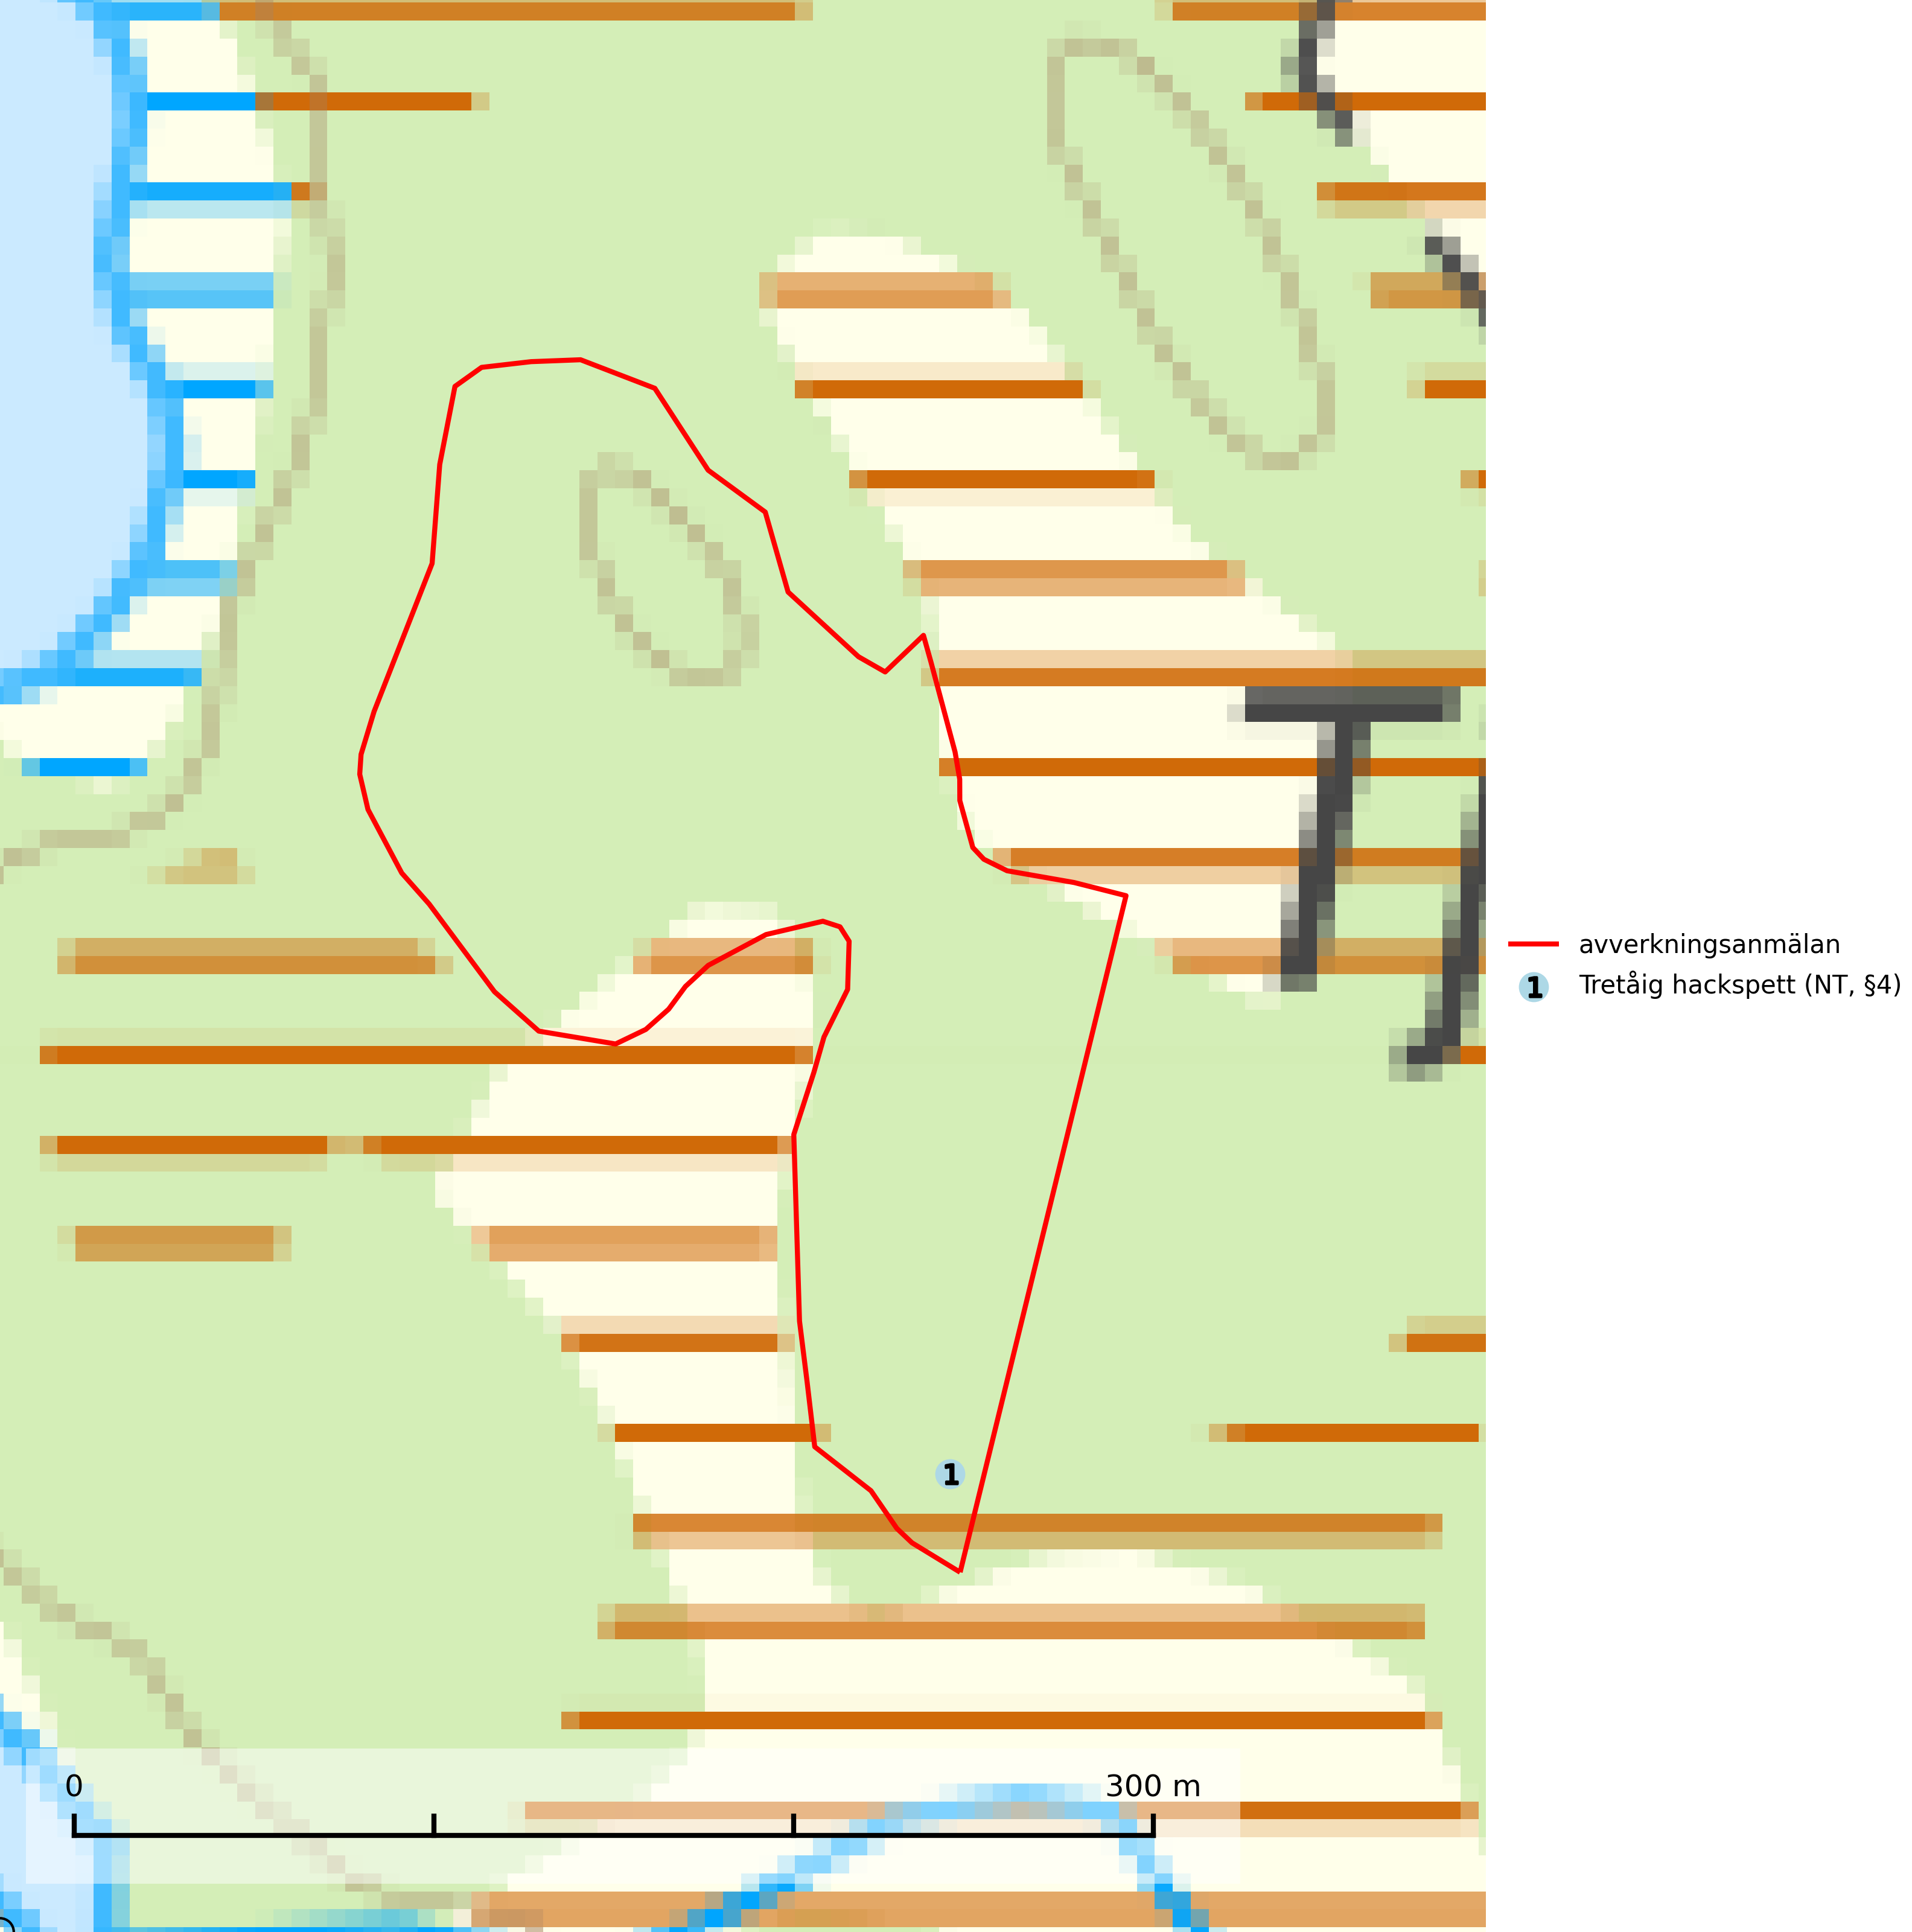 avverkningsanmälan
1 Tretåig hackspett (NT, §4)
1
0 300 m